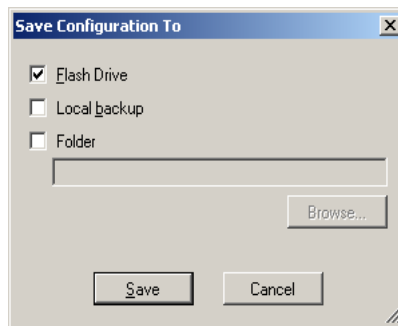 Save Configuration To
Flash Drive
Local backup
Folder
Browse...
Save Cancel